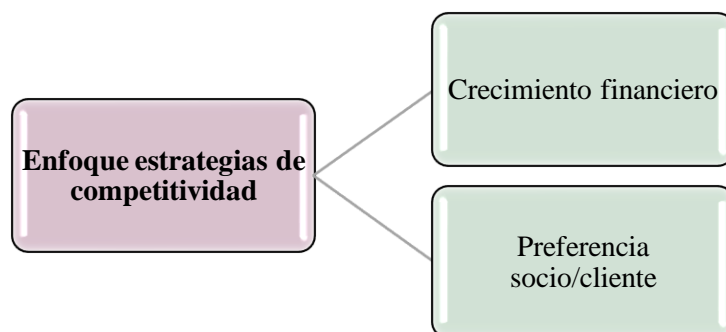 Enfoque estrategias de
competitividad
Crecimiento financiero
Preferencia
socio/cliente